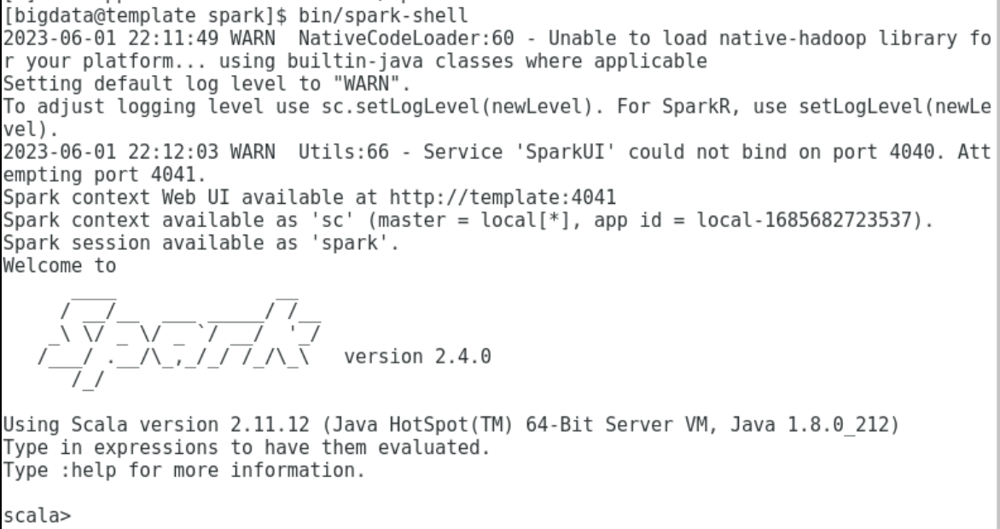 [bigdata@template spark]$ bin/spark-shell
2023-06-01 22:11:49 WARN  NativeCodeLoader:60 - Unable to load native-hadoop library fo
r your platform... using builtin-java classes where applicable
Setting default log level to "WARN".
To adjust logging level use sc.setLogLevel(newLevel). For SparkR, use setLogLevel(newLe
vel).
2023-06-01 22:12:03 WARN  Utils:66 - Service 'SparkUI' could not bind on port 4040. Att
empting port 4041.
Spark context Web UI available at http://template:4041
Spark context available as 'sc' (master = local[*], app id = local-1685682723537).
Spark session available as 'spark'.
Welcome to
      ____              __
     / __/__  ___ _____/ /__
    _\ \/ _ \/ _ `/ __/  '_/
   /___/ .__/\_,_/_/ /_/\_\   version 2.4.0
      /_/
Using Scala version 2.11.12 (Java HotSpot(TM) 64-Bit Server VM, Java 1.8.0_212)
Type in expressions to have them evaluated.
Type :help for more information.
scala>